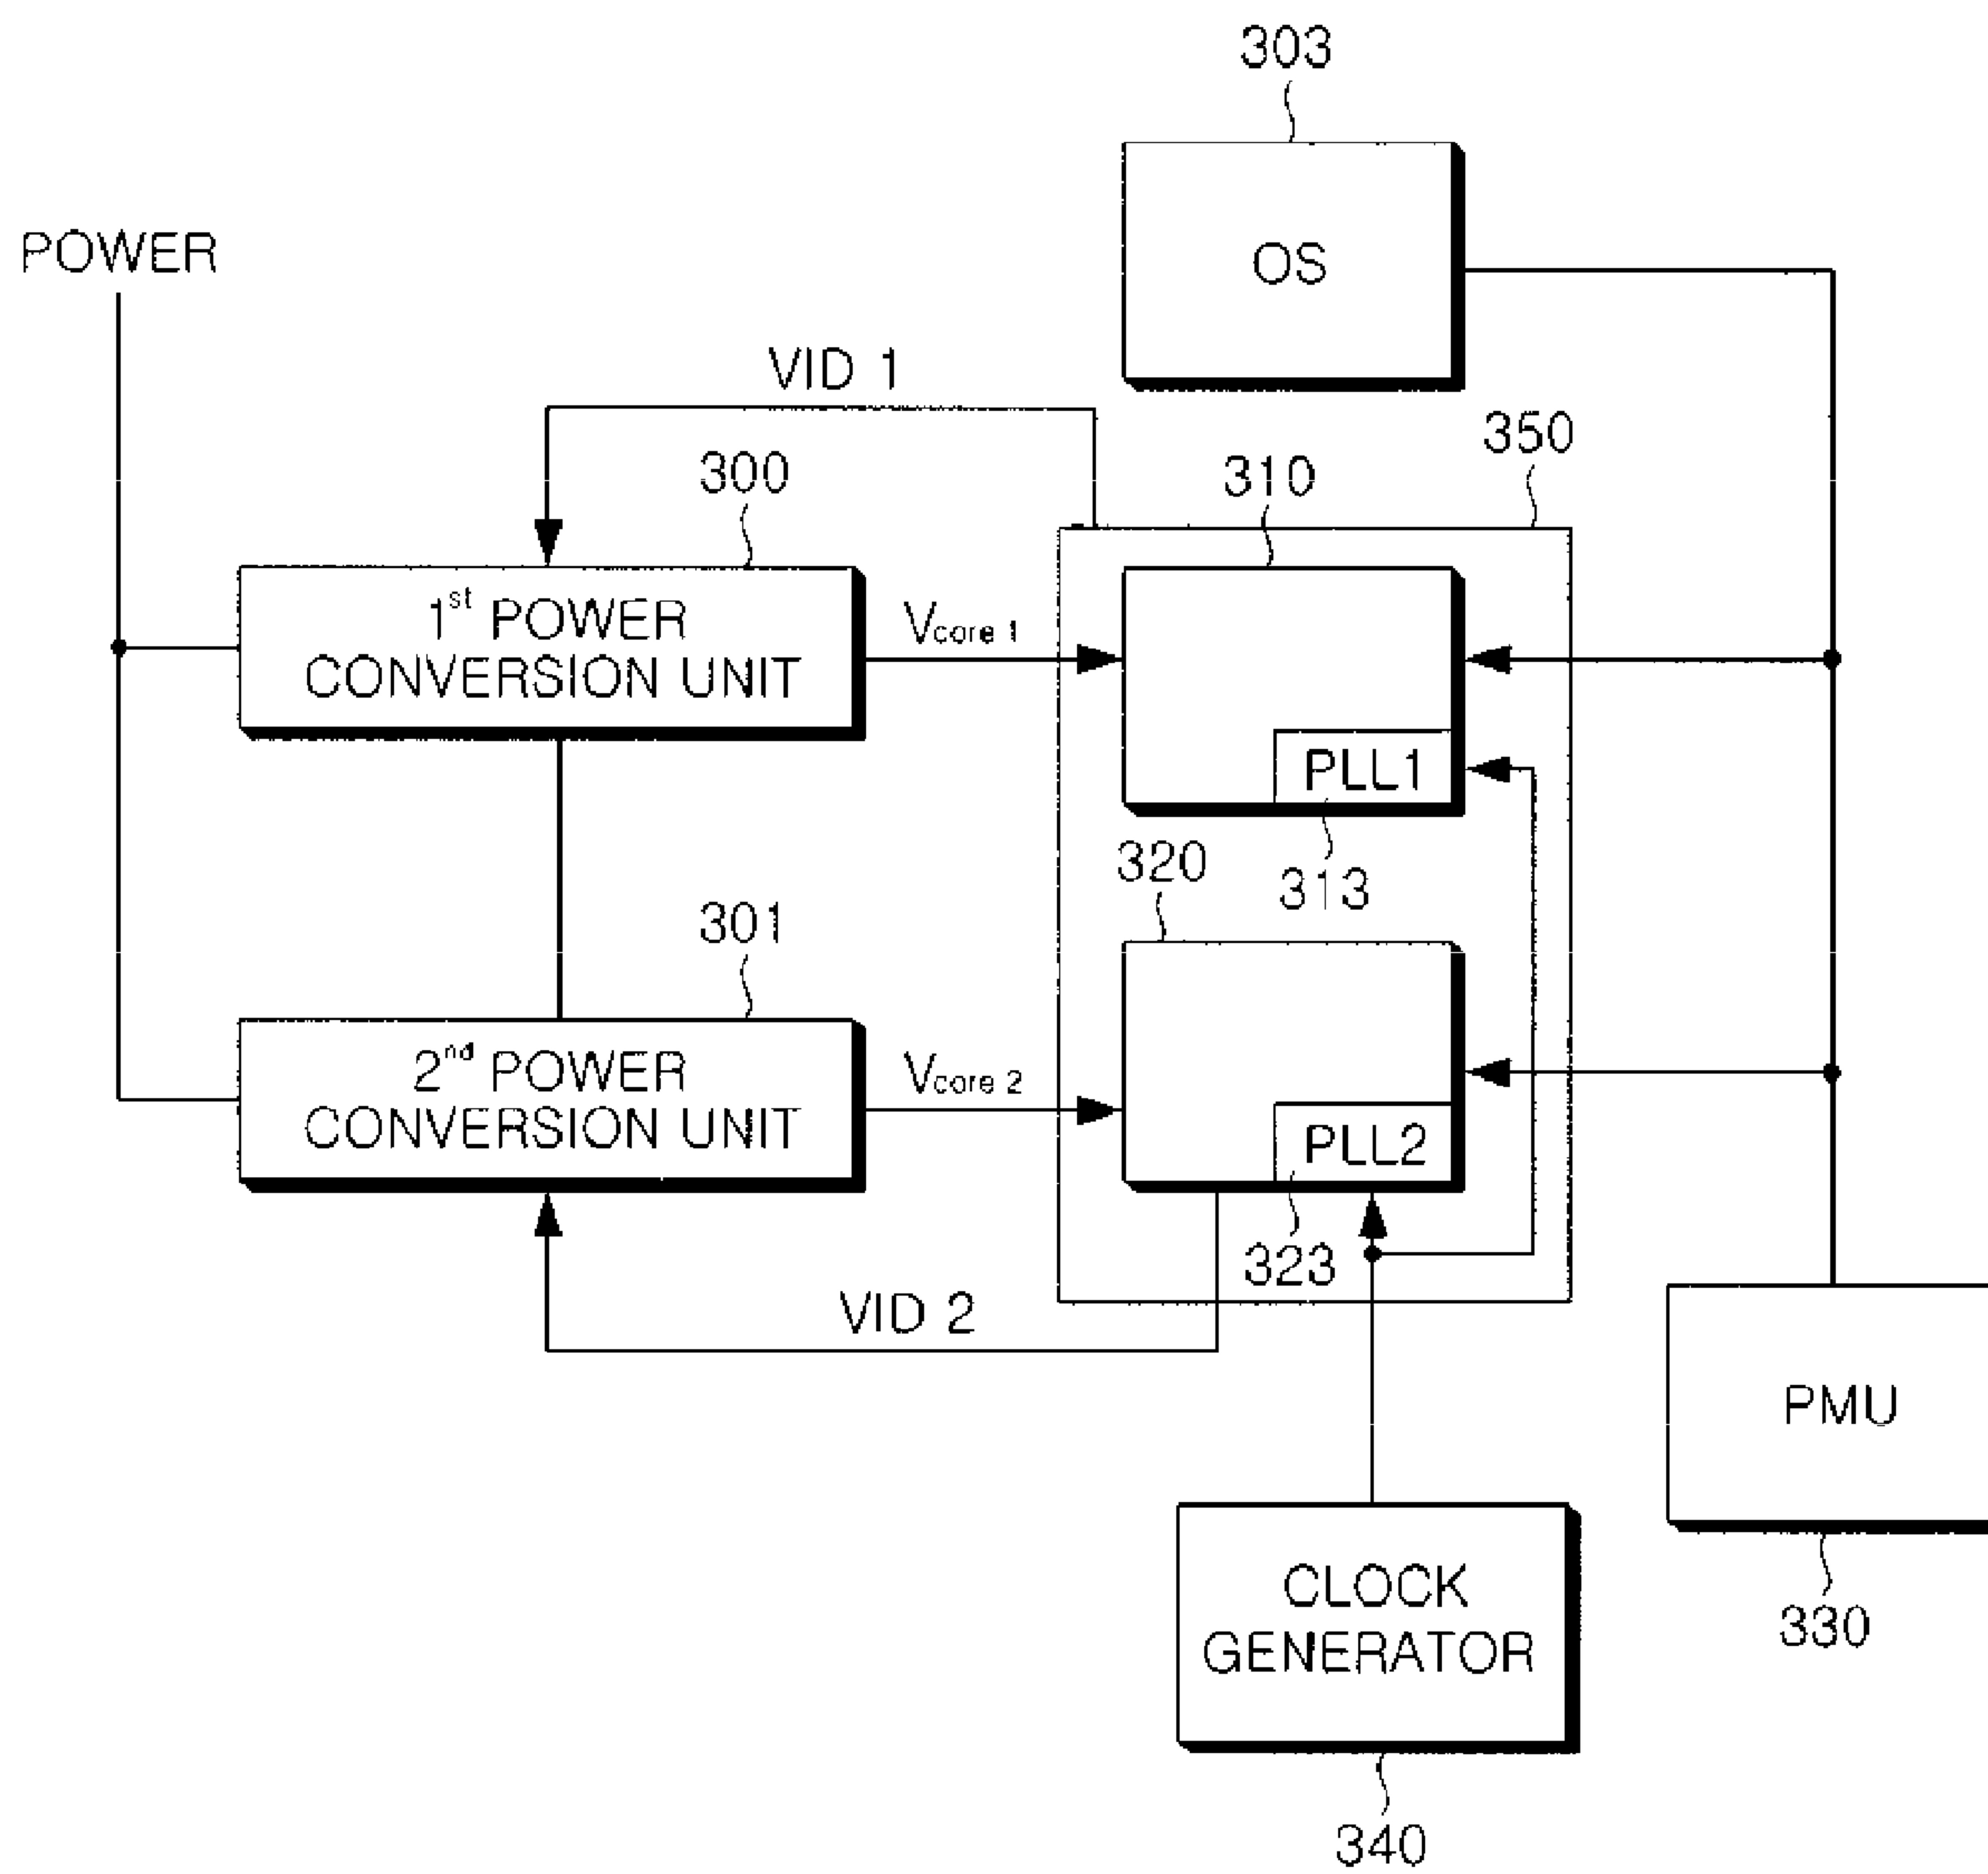 303
OS
POWER
VID 1
350
300
310
1st POWER
CONVERSION UNIT
Vcore 1
PLL1
313
320
301
2nd POWER
CONVERSION UNIT
Vcore 2
PLL2
323
VID 2
PMU
330
CLOCK
GENERATOR
340